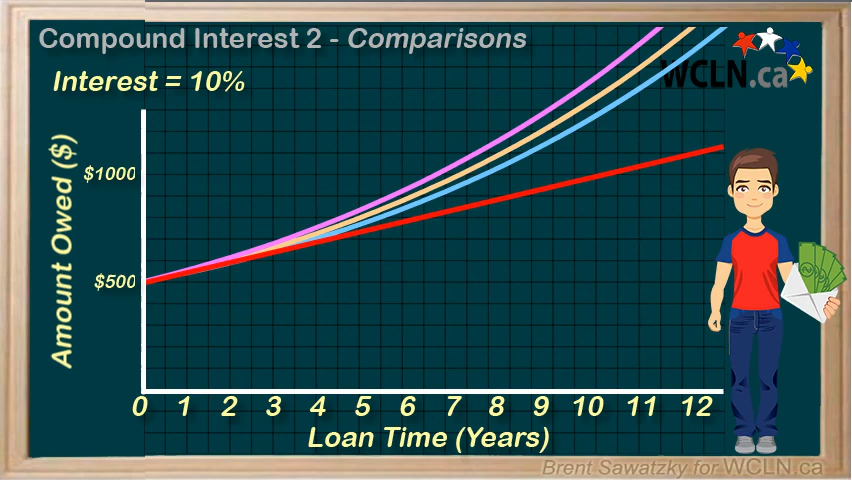 Compound Interest 2 - Comparisons
WCLN.ca
Interest = 10%
Amount Owed ($)
$1000
$500
0 1 2 3 4 5 6 7 8 9 10 11 12
Loan Time (Years)
Brent Sawatzky for WCLN.ca